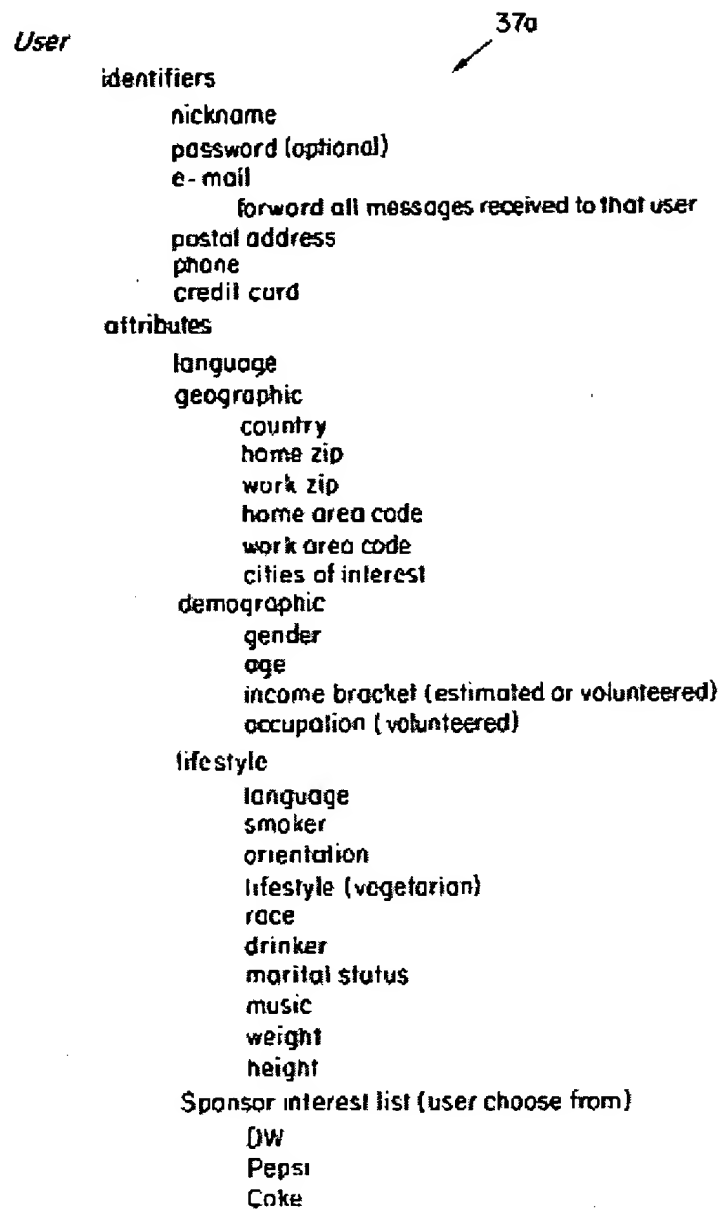 37a
User
identifiers
nickname
password (optional)
e-mail
forword all messages received to that user
postal address
phone
credit card
attributes
language
geographic
country
home zip
work zip
home area code
work area code
cities of interest
demographic
gender
age
income bracket (estimated or volunteered)
occupation (volunteered)
lifestyle
language
smoker
orientation
lifestyle (vegetarian)
race
drinker
marital status
music
weight
height
Sponsor interest list (user choose from)
DW
Pepsi
Coke